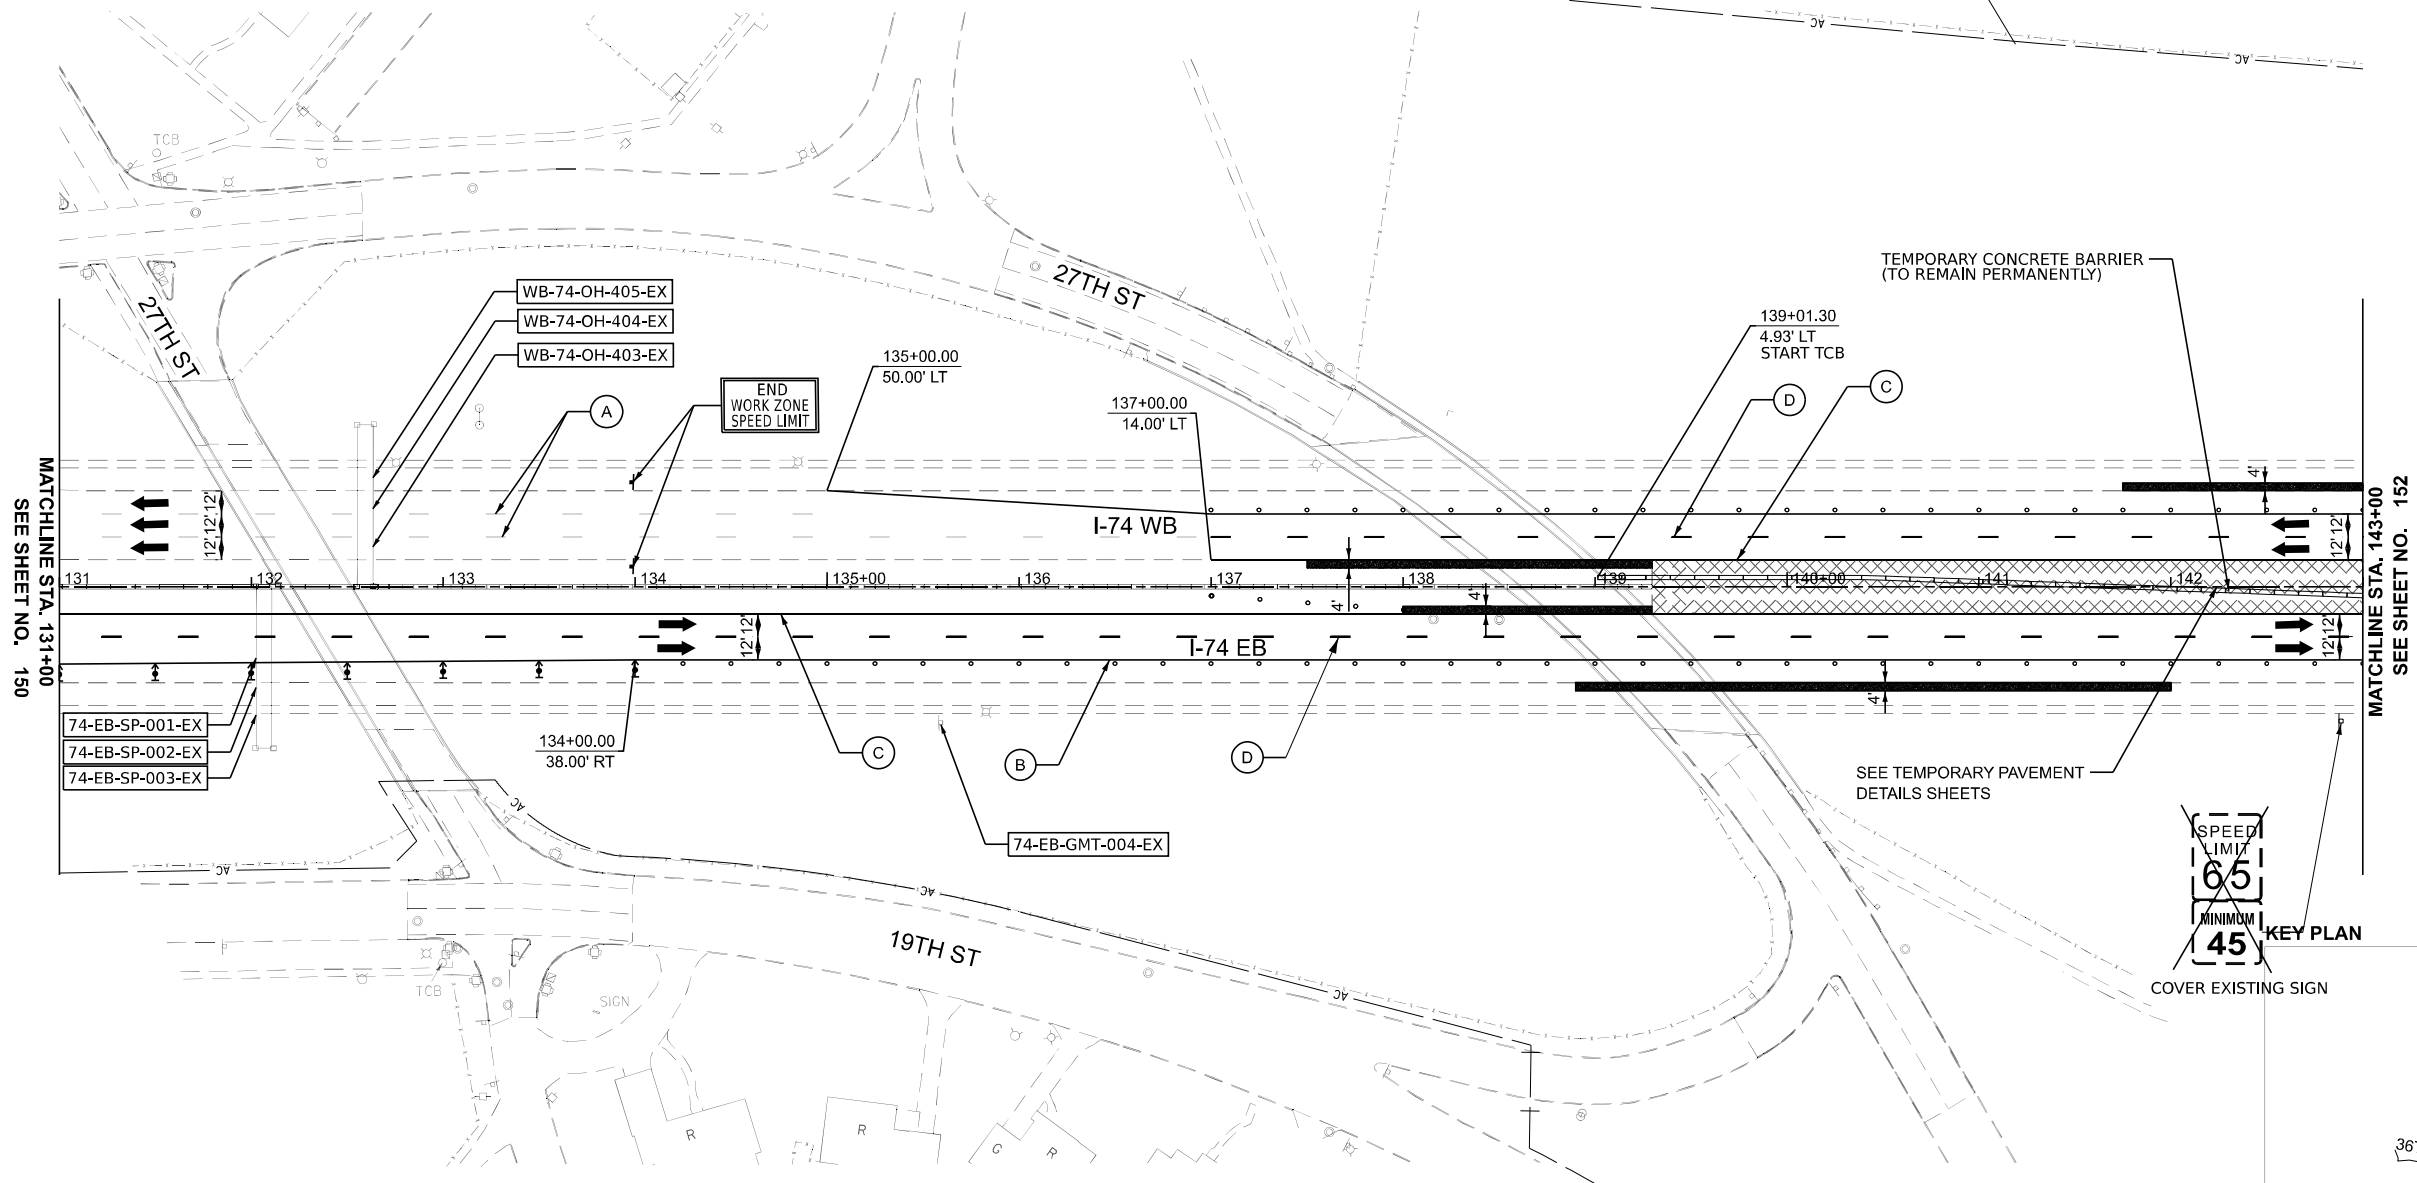 AC
AC
TCB
27TH ST
27TH ST
WB-74-OH-405-EX
WB-74-OH-404-EX
WB-74-OH-403-EX
END
WORK ZONE
SPEED LIMIT
A
135+00.00
50.00' LT
137+00.00
14.00' LT
139+01.30
4.93' LT
START TCB
D
C
TEMPORARY CONCRETE BARRIER
(TO REMAIN PERMANENTLY)
MATCHLINE STA. 131+00
SEE SHEET NO. 150
12' 12' 12'
I-74 WB
4'
12' 12'
MATCHLINE STA. 143+00
SEE SHEET NO. 152
131
132
133
134
135+00
136
137
138
139
140+00
141
142
4'
4'
12' 12'
I-74 EB
12' 12'
4'
74-EB-SP-001-EX
74-EB-SP-002-EX
74-EB-SP-003-EX
134+00.00
38.00' RT
C
B
D
74-EB-GMT-004-EX
SEE TEMPORARY PAVEMENT
DETAILS SHEETS
SPEED
LIMIT
65
MINIMUM
45
KEY PLAN
COVER EXISTING SIGN
AC
AC
AC
AC
19TH ST
TCB
SIGN
R
R
G
R
36'